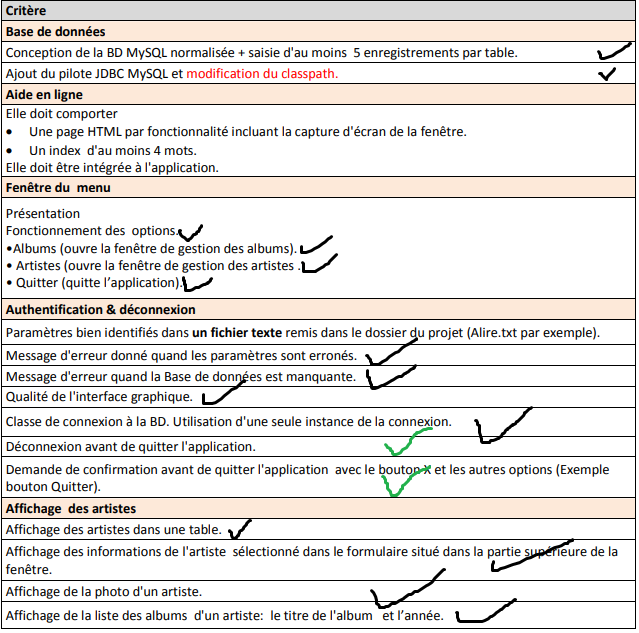 Critère
Base de données
Conception de la BD MySQL normalisée + saisie d'au moins 5 enregistrements par table.
Ajout du pilote JDBC MySQL et modification du classpath.
Aide en ligne
Elle doit comporter
• Une page HTML par fonctionnalité incluant la capture d'écran de la fenêtre.
• Un index d'au moins 4 mots.
Elle doit être intégrée à l'application.
Fenêtre du menu
Présentation
Fonctionnement des options.
•Albums (ouvre la fenêtre de gestion des albums).
• Artistes (ouvre la fenêtre de gestion des artistes .
• Quitter (quitte l’application).
Authentification & déconnexion
Paramètres bien identifiés dans un fichier texte remis dans le dossier du projet (Alire.txt par exemple).
Message d'erreur donné quand les paramètres sont erronés.
Message d'erreur quand la Base de données est manquante.
Qualité de l'interface graphique.
Classe de connexion à la BD. Utilisation d'une seule instance de la connexion.
Déconnexion avant de quitter l'application.
Demande de confirmation avant de quitter l'application avec le bouton X et les autres options (Exemple
bouton Quitter).
Affichage des artistes
Affichage des artistes dans une table.
Affichage des informations de l'artiste sélectionné dans le formulaire situé dans la partie supérieure de la
fenêtre.
Affichage de la photo d'un artiste.
Affichage de la liste des albums d'un artiste: le titre de l'album et l’année.